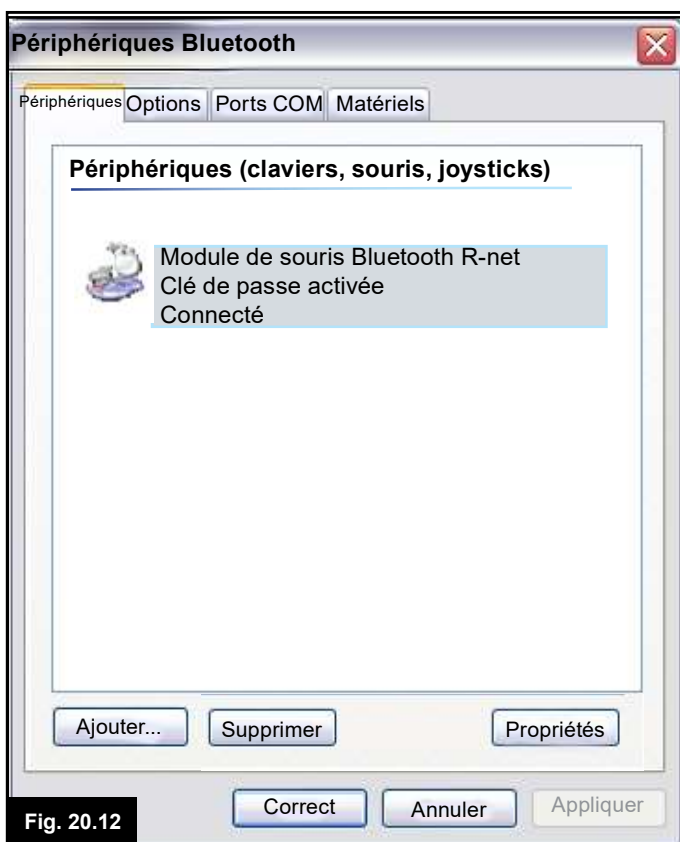 Périphériques Bluetooth
Périphériques Options Ports COM Matériels
Périphériques (claviers, souris, joysticks)
Module de souris Bluetooth R-net
Clé de passe activée
Connecté
Ajouter... Supprimer Propriétés
Correct Annuler Appliquer
Fig. 20.12